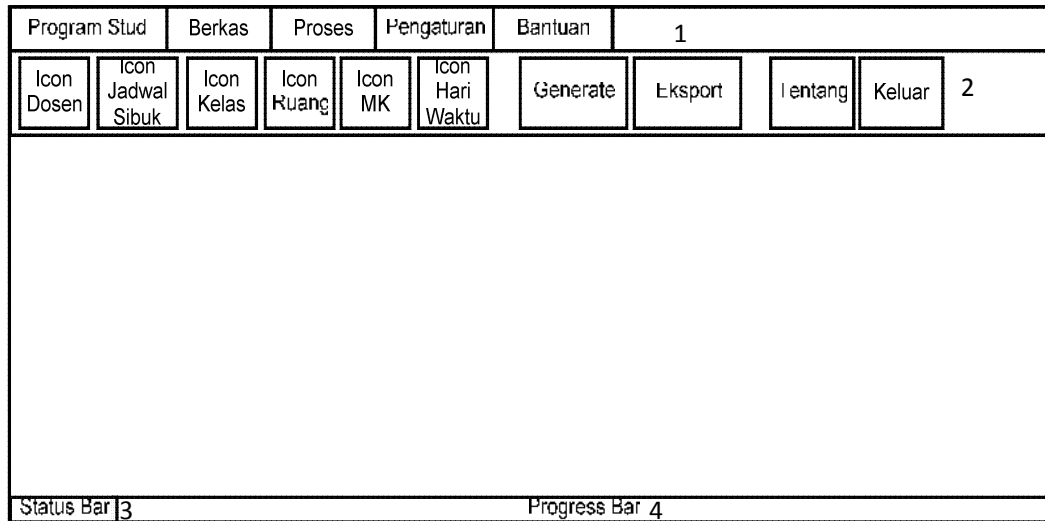 Program Stud Berkas Proses Pengaturan Bantuan 1
Icon Dosen
Icon Jadwal Sibuk
Icon Kelas
Icon Ruang
Icon MK
Icon Hari Waktu
Generate
Eksport
Tentang
Keluar
2
Status Bar 3 Progress Bar 4